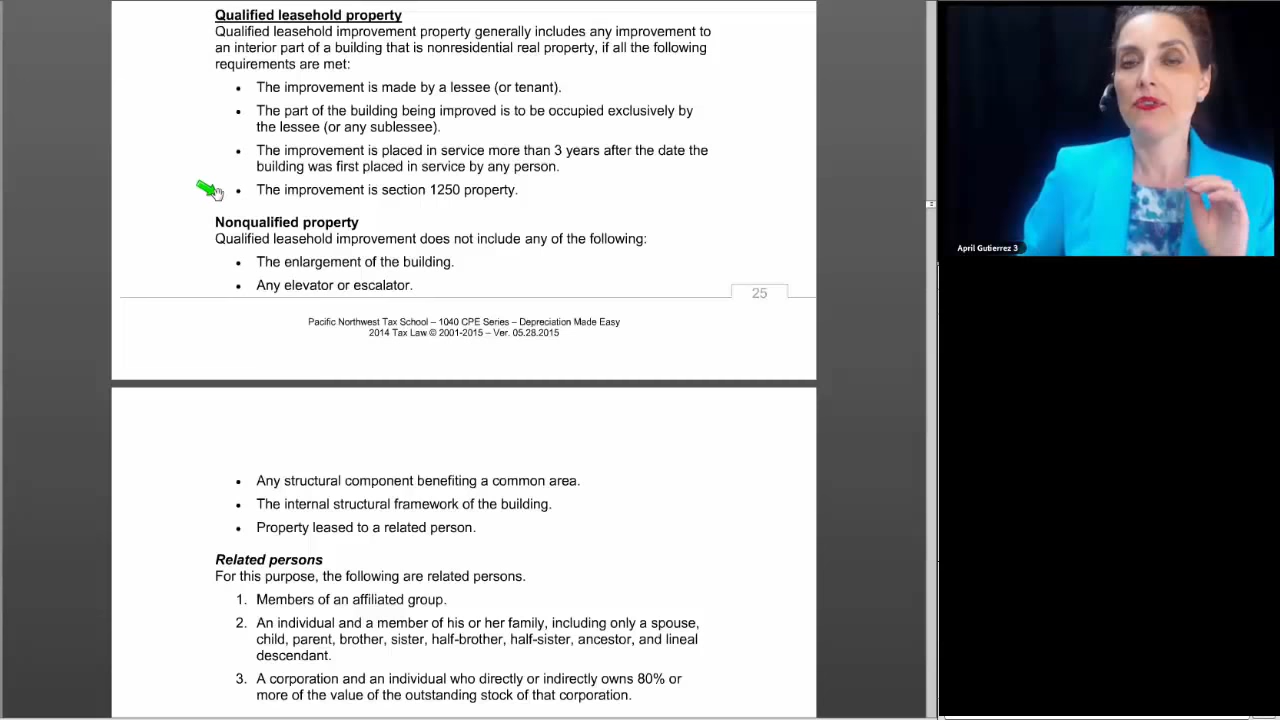 Qualified leasehold property
Qualified leasehold improvement property generally includes any improvement to
an interior part of a building that is nonresidential real property, if all the following
requirements are met:
• The improvement is made by a lessee (or tenant).
• The part of the building being improved is to be occupied exclusively by
the lessee (or any sublessee).
• The improvement is placed in service more than 3 years after the date the
building was first placed in service by any person.
• The improvement is section 1250 property.
Nonqualified property
Qualified leasehold improvement does not include any of the following:
• The enlargement of the building.
• Any elevator or escalator.
25
Pacific Northwest Tax School – 1040 CPE Series – Depreciation Made Easy
2014 Tax Law © 2001-2015 – Ver. 05.28.2015
• Any structural component benefiting a common area.
• The internal structural framework of the building.
• Property leased to a related person.
Related persons
For this purpose, the following are related persons.
1. Members of an affiliated group.
2. An individual and a member of his or her family, including only a spouse,
child, parent, brother, sister, half-brother, half-sister, ancestor, and lineal
descendant.
3. A corporation and an individual who directly or indirectly owns 80% or
more of the value of the outstanding stock of that corporation.
April Gutierrez 3